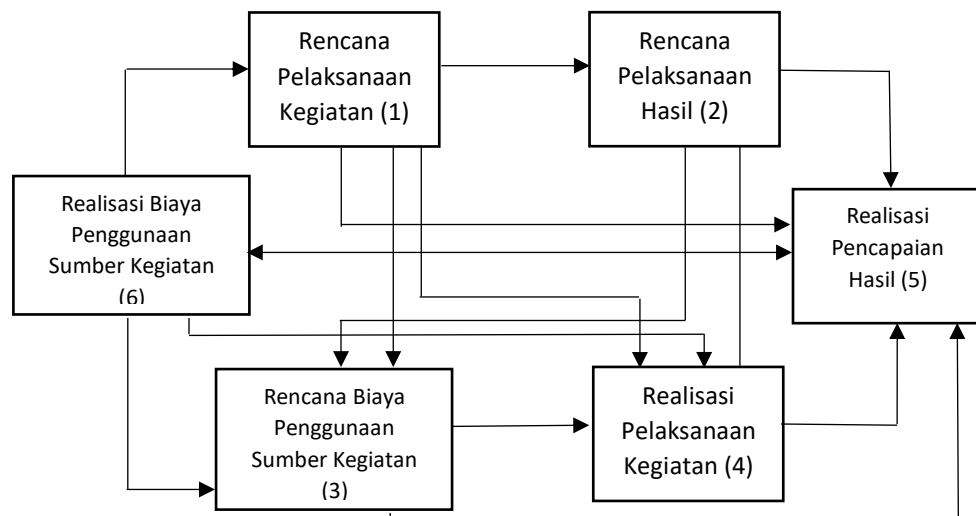 Rencana
Pelaksanaan
Kegiatan (1)
Rencana
Pelaksanaan
Hasil (2)
Realisasi Biaya
Penggunaan
Sumber Kegiatan
(6)
Realisasi
Pencapaian
Hasil (5)
Rencana Biaya
Penggunaan
Sumber Kegiatan
(3)
Realisasi
Pelaksanaan
Kegiatan (4)